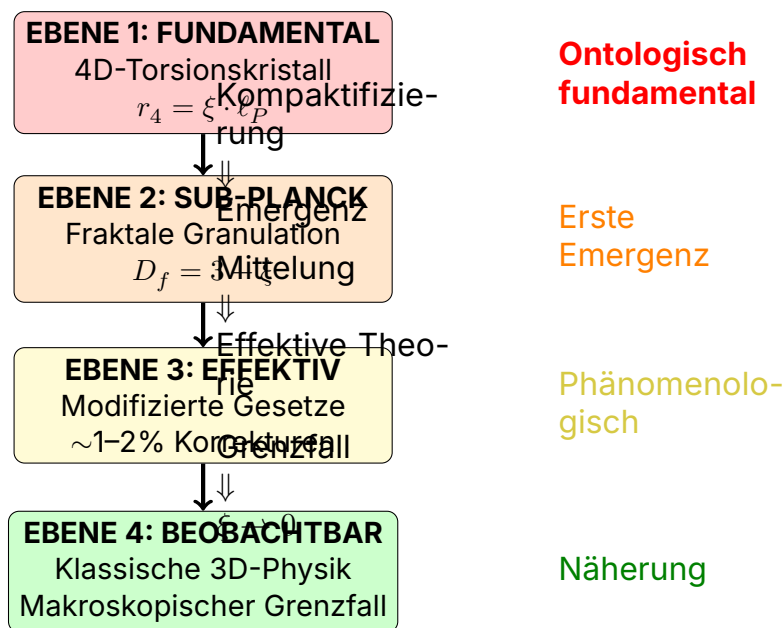 EBENE 1: FUNDAMENTAL
4D-Torsionskristall
r₄ = ξ · ℓ_P
Ontologisch
fundamental
Kompaktifizie-
rung
⇓
Emergenz
EBENE 2: SUB-PLANCK
Fraktale Granulation
D_f = 3 − ξ
Erste
Emergenz
Mittelung
⇓
Effektive Theo-
rie
EBENE 3: EFFEKTIV
Modifizierte Gesetze
~1–2% Korrekturen
Phänomenolo-
gisch
Grenzfall
⇓
ξ → 0
EBENE 4: BEOBACHTBAR
Klassische 3D-Physik
Makroskopischer Grenzfall
Näherung